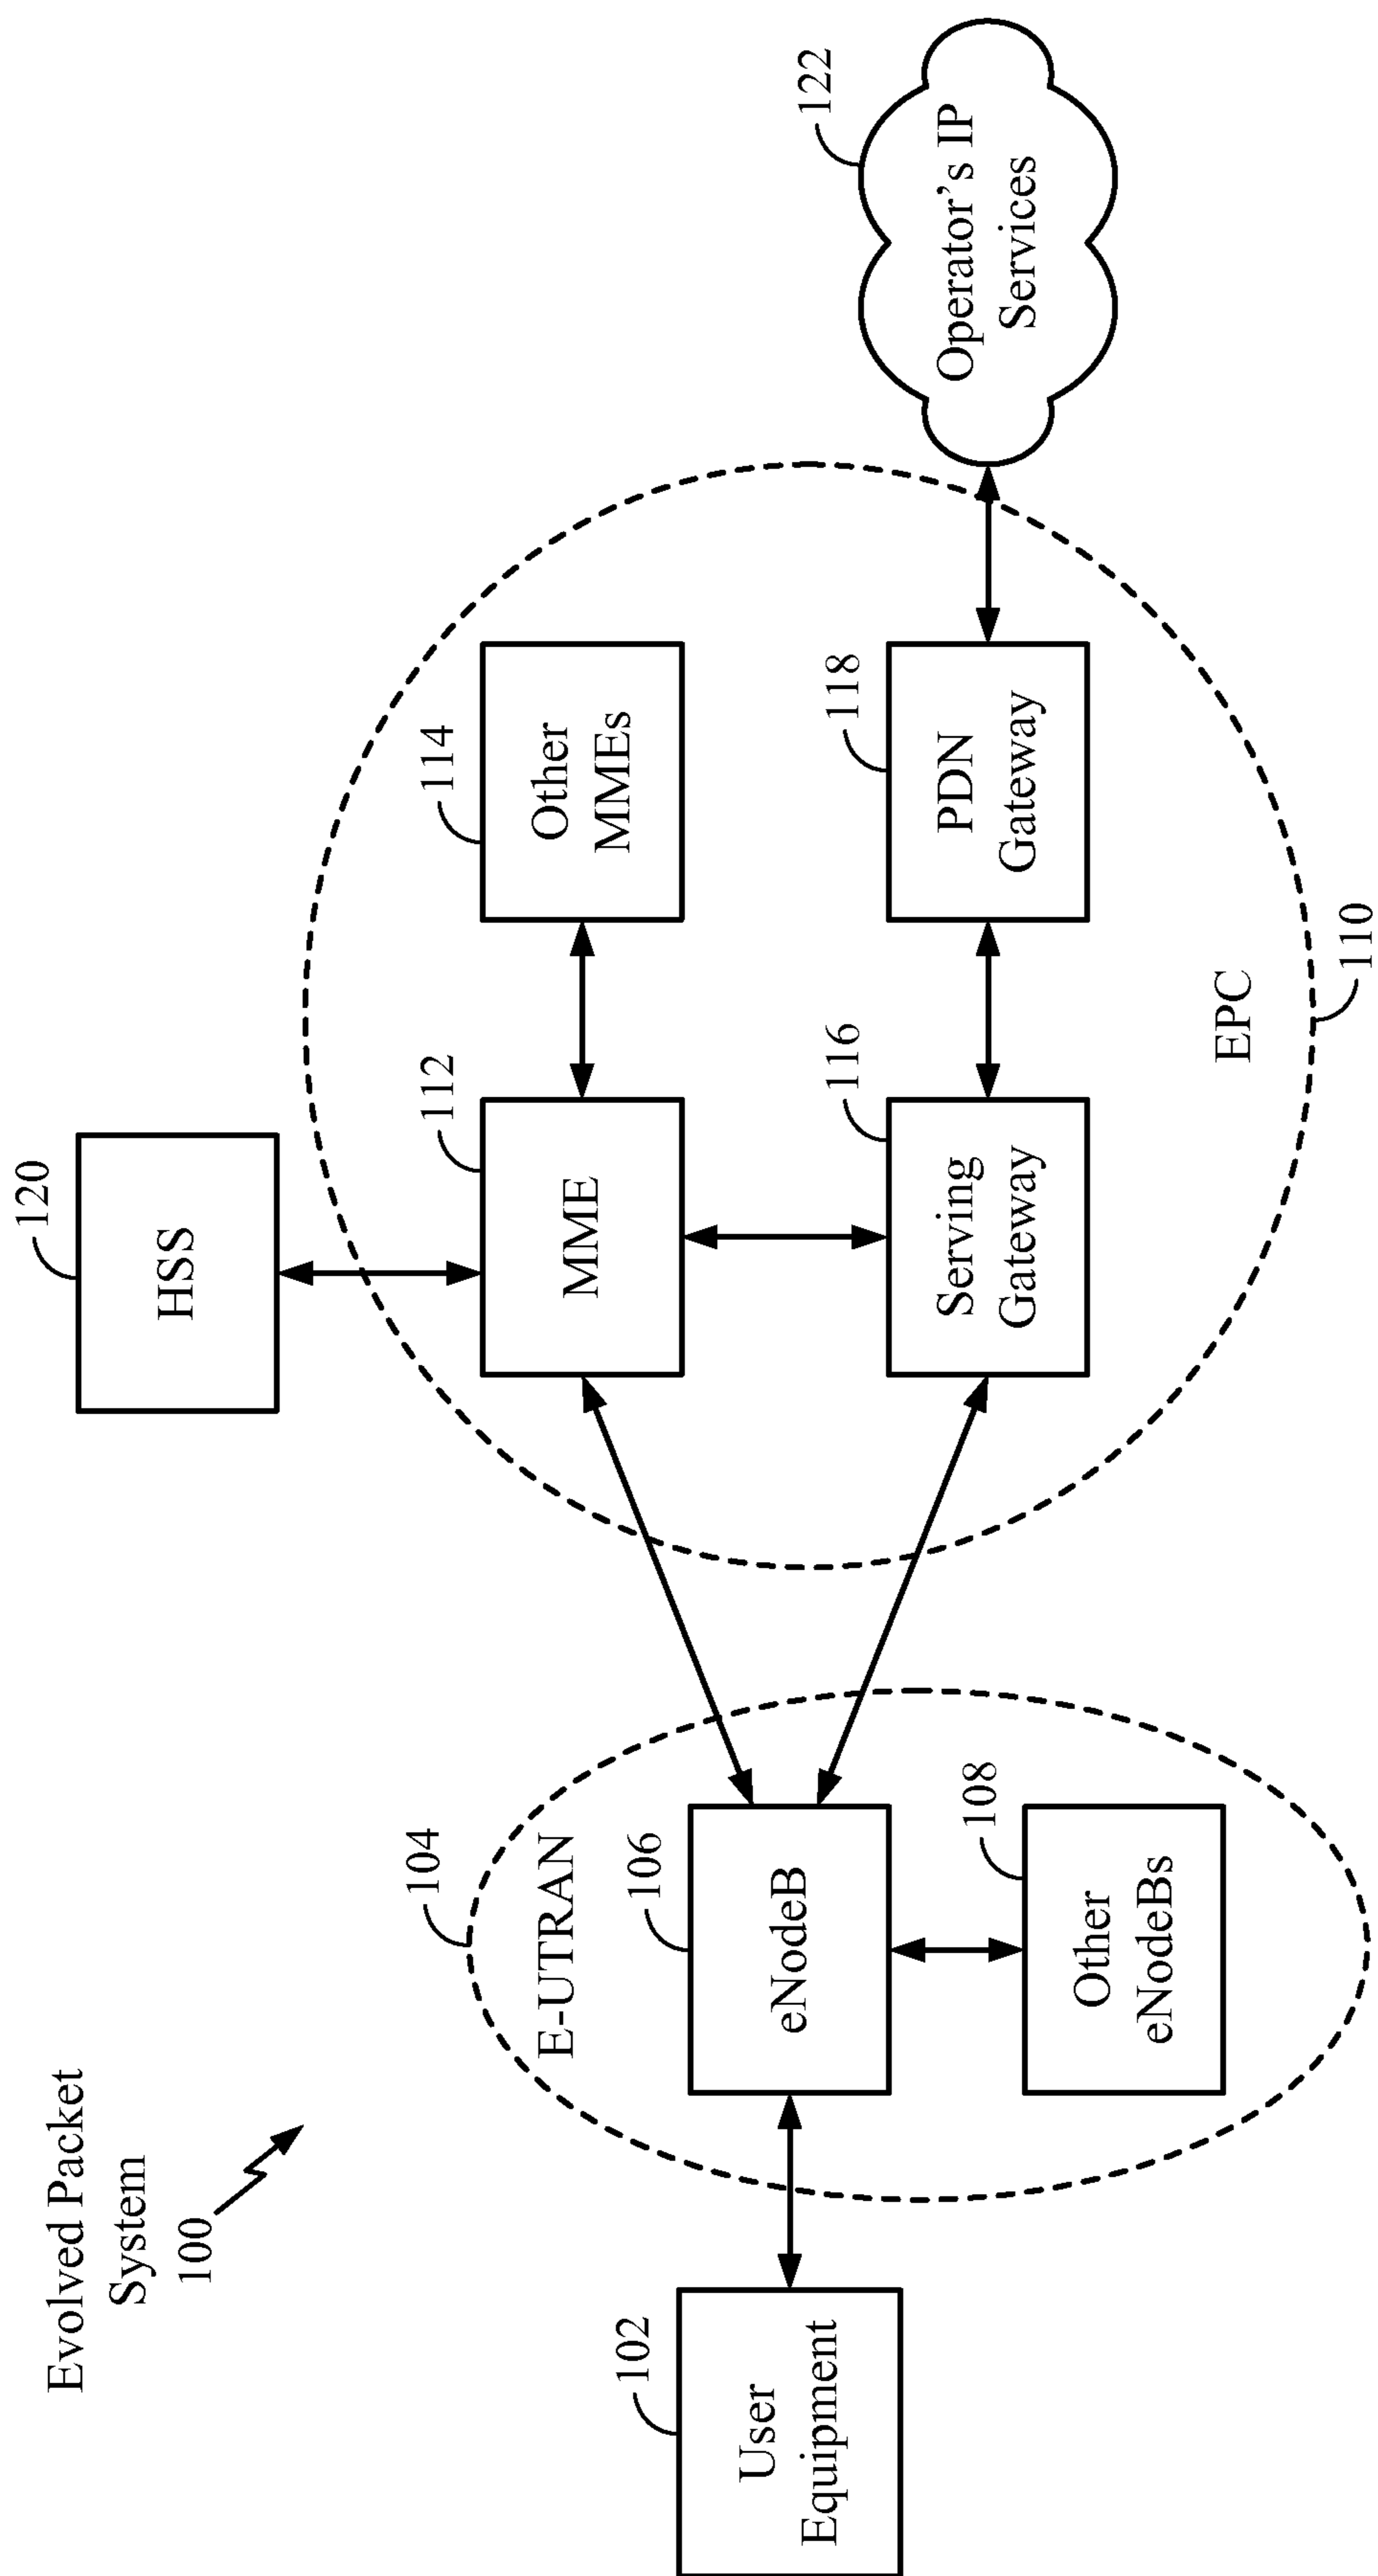 Evolved Packet
System
100
120
HSS
104
E-UTRAN
112
MME
114
Other
MMEs
102
User
Equipment
106
eNodeB
116
Serving
Gateway
118
PDN
Gateway
122
Operator's IP
Services
108
Other
eNodeBs
EPC
110